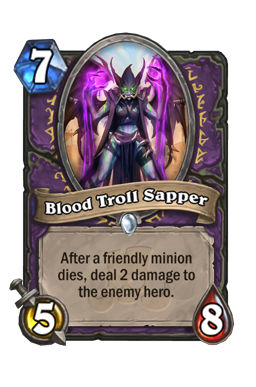 7
Blood Troll Sapper
After a friendly minion
dies, deal 2 damage to
the enemy hero.
5
8